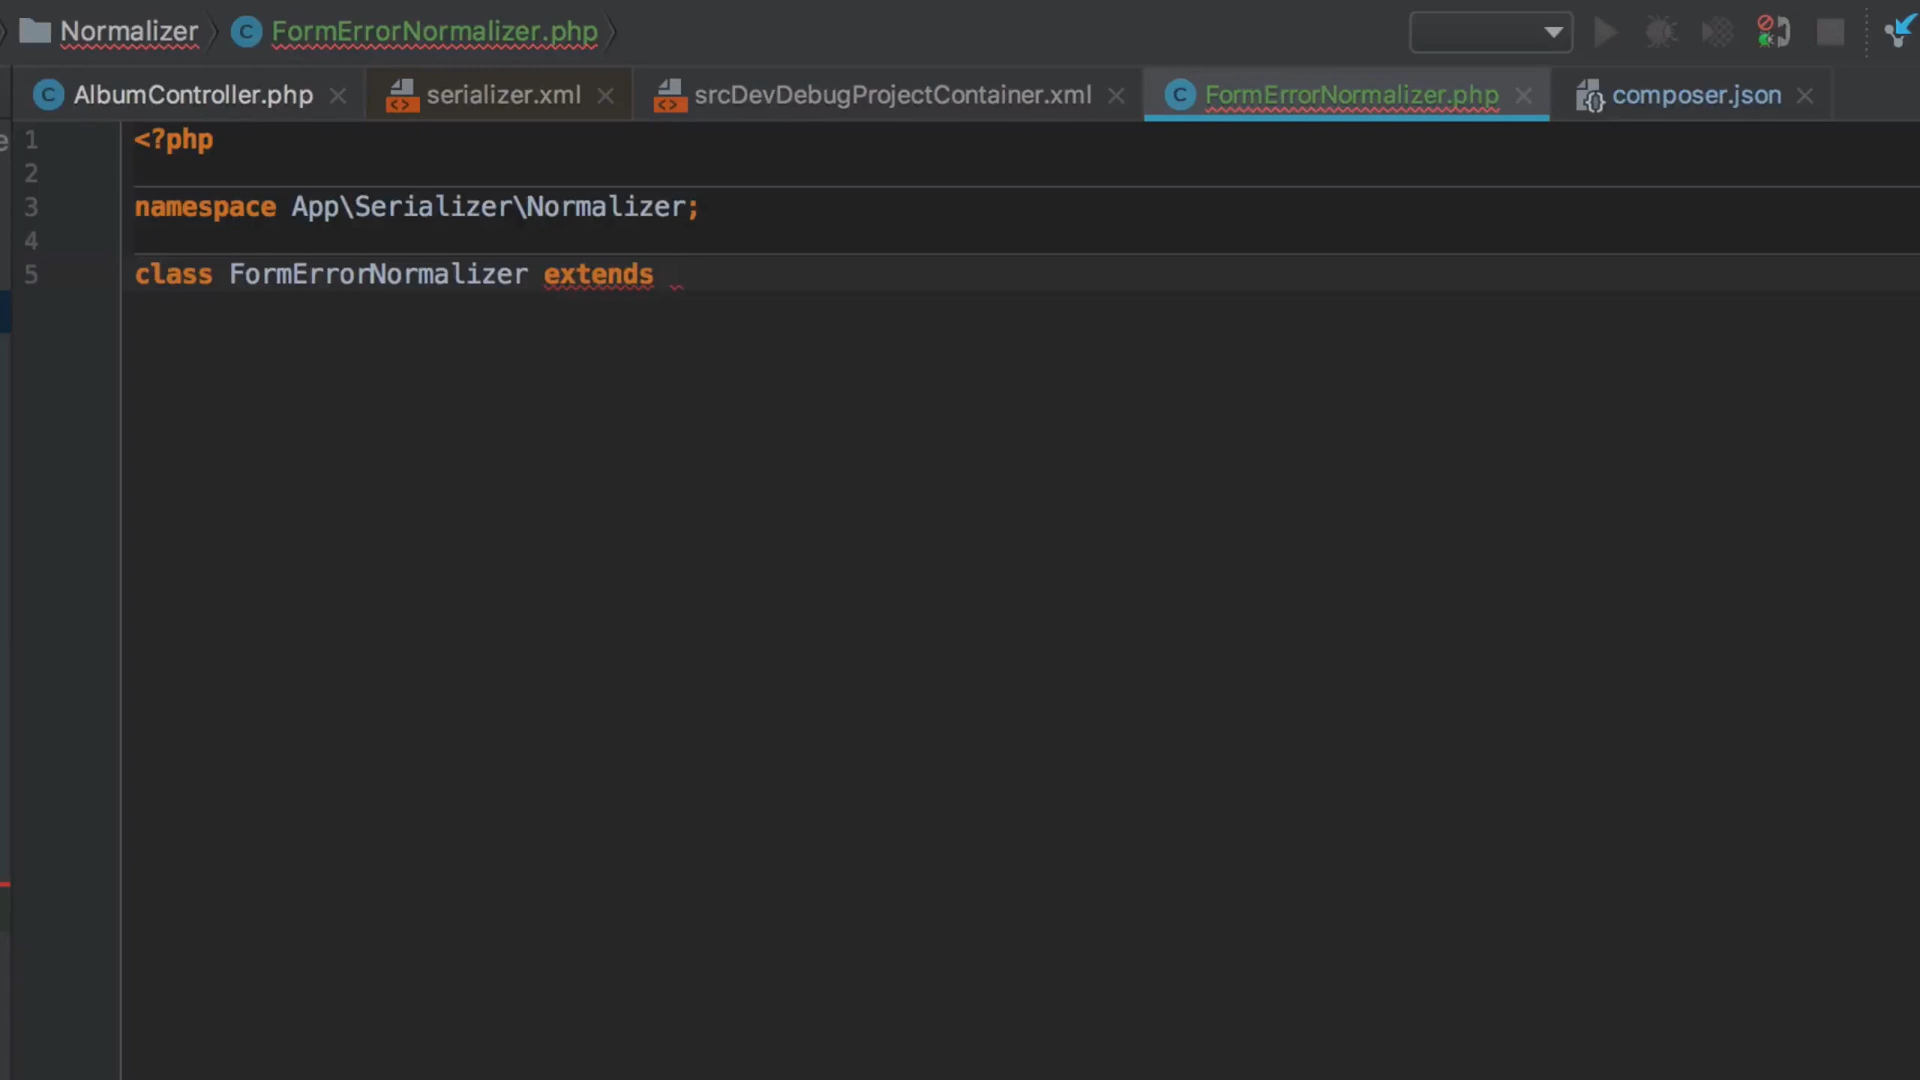 Normalizer FormErrorNormalizer.php
AlbumController.php serializer.xml srcDevDebugProjectContainer.xml FormErrorNormalizer.php composer.json
1 <?php
2
3 namespace App\Serializer\Normalizer;
4
5 class FormErrorNormalizer extends